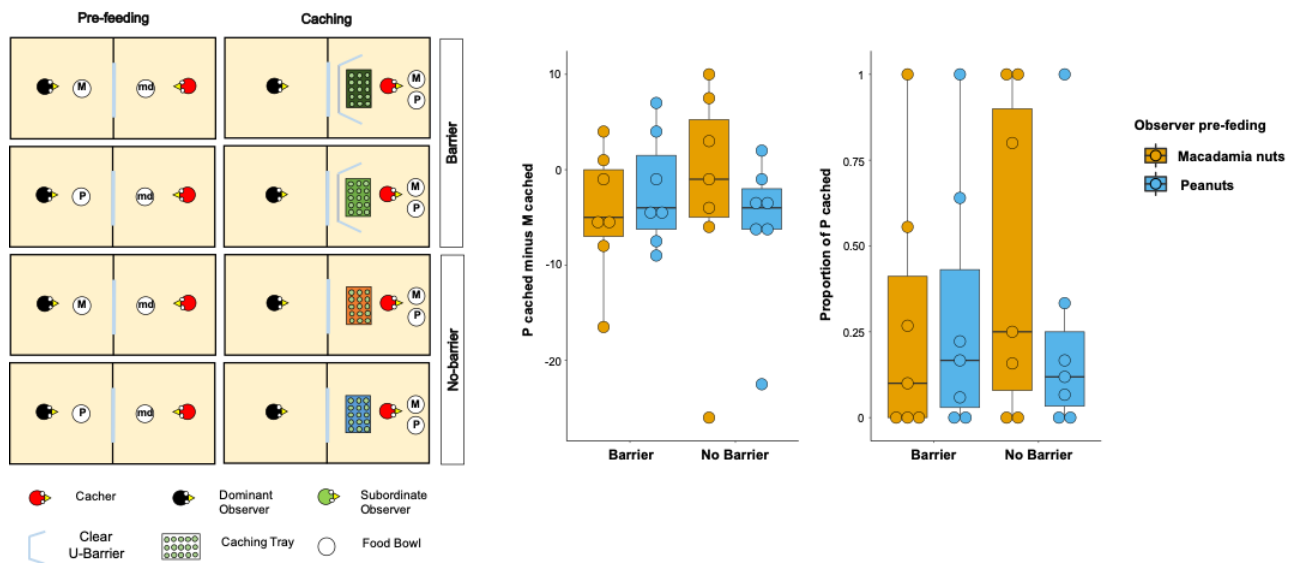 Pre-feeding
Caching
M
md
M
P
Barrier
P
md
M
P
M
md
M
P
No-barrier
P
md
M
P
Cacher
Dominant
Observer
Subordinate
Observer
Clear
U-Barrier
Caching Tray
Food Bowl
P cached minus M cached
10
0
-10
-20
Barrier
No Barrier
Proportion of P cached
1
0.75
0.50
0.25
0
Barrier
No Barrier
Observer pre-feding
Macadamia nuts
Peanuts